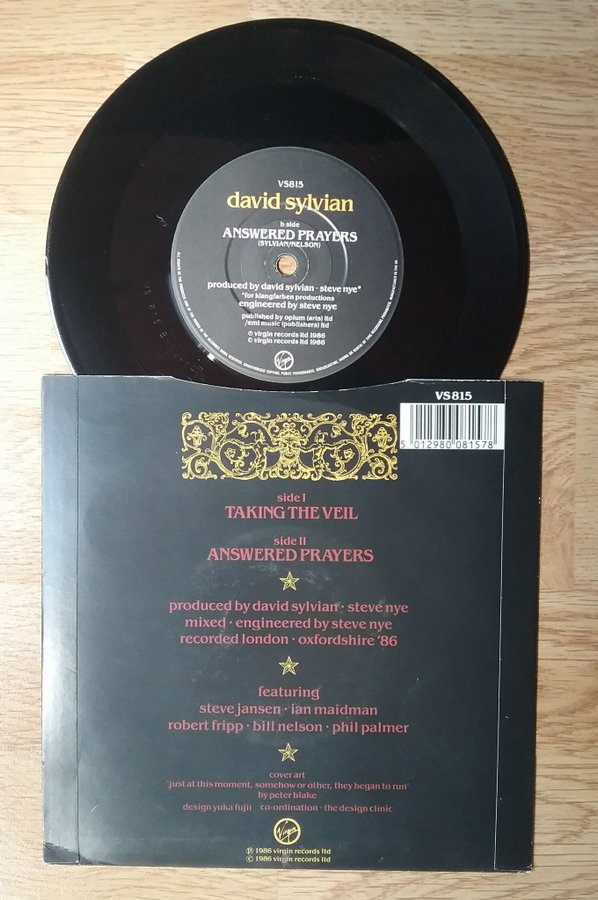 VS815
david sylvian
b side
ANSWERED PRAYERS
(SYLVIAN/NELSON)
produced by david sylvian · steve nye*
*for klangfarben productions
engineered by steve nye
published by opium (arts) ltd
/emi music (publishers) ltd
℗ virgin records ltd 1986
© virgin records ltd 1986
Virgin
VS815
5 012980 081578
side I
TAKING THE VEIL
side II
ANSWERED PRAYERS
produced by david sylvian · steve nye
mixed · engineered by steve nye
recorded london · oxfordshire '86
featuring
steve jansen · ian maidman
robert fripp · bill nelson · phil palmer
cover art
'just at this moment, somehow or other, they began to run'
by peter blake
design yuka fujii co-ordination · the design clinic
Virgin
℗ 1986 virgin records ltd
© 1986 virgin records ltd